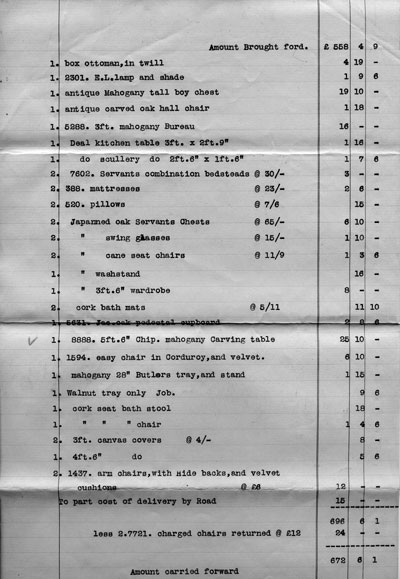 Amount Brought ford. £ 558 4 9
1. box ottoman,in twill 4 19 -
1. 2301. E.L.lamp and shade 1 9 6
1. antique Mahogany tall boy chest 19 10 -
1. antique carved oak hall chair 1 18 -
1. 5288. 3ft. mahogany Bureau 16 - -
1. Deal kitchen table 3ft. x 2ft.9" 1 16 -
1. do scullery do 2ft.6" x 1ft.6" 1 7 6
2. 7602. Servants combination bedsteads @ 30/- 3 - -
2. 388. mattresses @ 23/- 2 6 -
2. 520. pillows @ 7/6 15 -
2. Japanned oak Servants Chests @ 65/- 6 10 -
2. " swing glasses @ 15/- 1 10 -
2. " cane seat chairs @ 11/9 1 3 6
1. " washstand 16 -
1. " 3ft.6" wardrobe 8 - -
2. cork bath mats @ 5/11 11 10
1. 5631. Jac.oak pedestal cupboard 2 8 6
1. 8888. 5ft.6" Chip. mahogany Carving table 25 10 -
1. 1594. easy chair in Corduroy,and velvet. 6 10 -
1. mahogany 28" Butlers tray,and stand 1 15 -
1. Walnut tray only Job. 9 6
1. cork seat bath stool 18 -
1. " " " chair 1 4 6
2. 3ft. canvas covers @ 4/- 8 -
1. 4ft.6" do 5 6
2. 1437. arm chairs,with Hide backs,and velvet
cushions @ £6 12 - -
To part cost of delivery by Road 15 - -
696 6 1
less 2.7721. charged chairs returned @ £12 24 - -
672 6 1
Amount carried forward